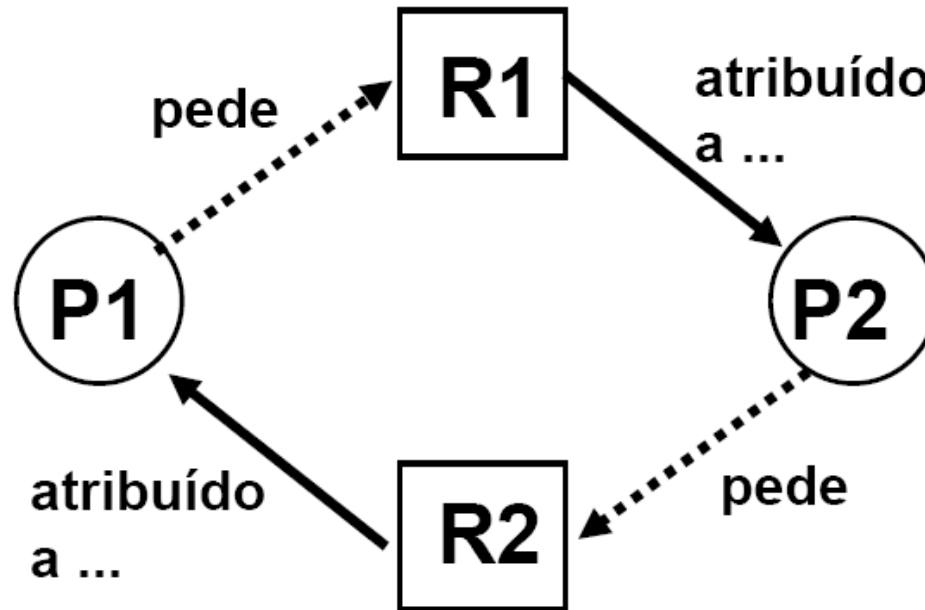 R1
atribuído
a ...
pede
P1
P2
atribuído
a ...
R2
pede